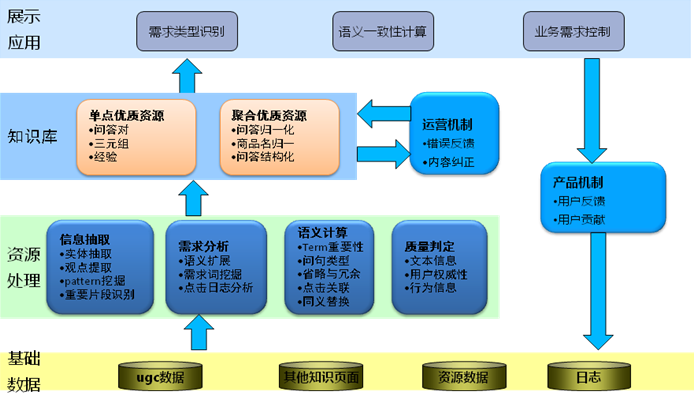 展示
应用
需求类型识别
语义一致性计算
业务需求控制
知识库
单点优质资源
•问答对
•三元组
•经验
聚合优质资源
•问答归一化
•商品名归一
•问答结构化
运营机制
•错误反馈
•内容纠正
产品机制
•用户反馈
•用户贡献
资源
处理
信息抽取
•实体抽取
•观点提取
•pattern挖掘
•重要片段识别
需求分析
•语义扩展
•需求词挖掘
•点击日志分析
语义计算
•Term重要性
•问句类型
•省略与冗余
•点击关联
•同义替换
质量判定
•文本信息
•用户权威性
•行为信息
基础
数据
ugc数据
其他知识页面
资源数据
日志